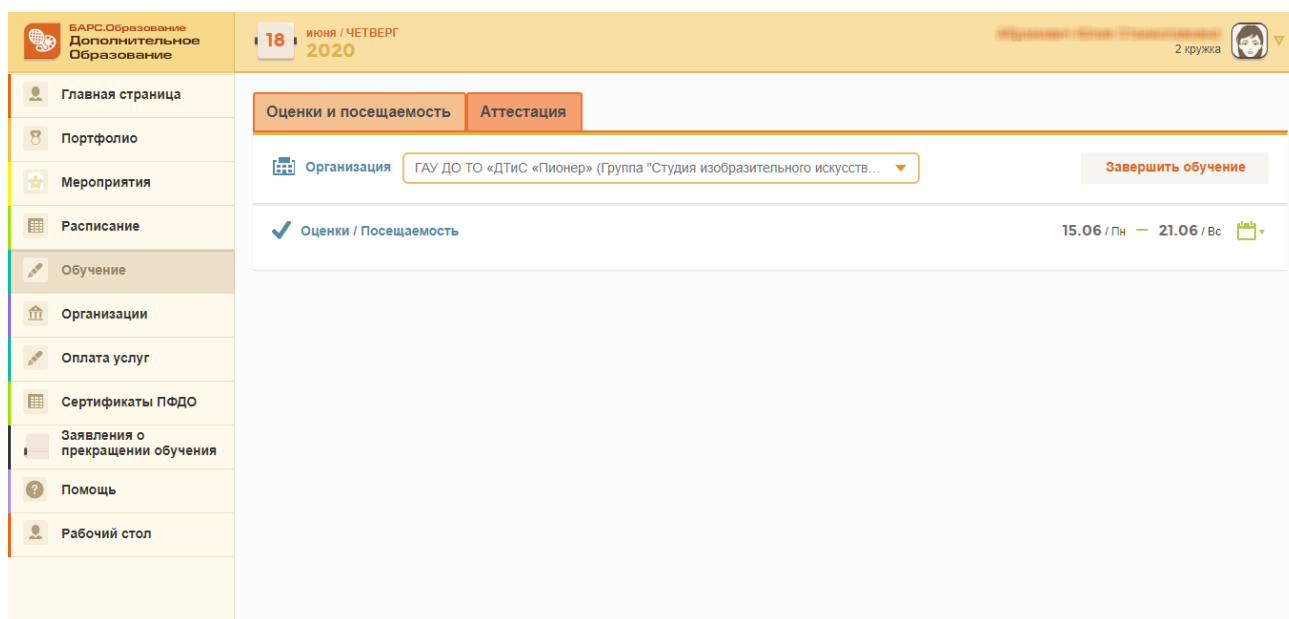 БАРС.Образование
Дополнительное
Образование
18
июня / ЧЕТВЕРГ
2020
2 кружка
Главная страница
Портфолио
Мероприятия
Расписание
Обучение
Организации
Оплата услуг
Сертификаты ПФДО
Заявления о
прекращении обучения
Помощь
Рабочий стол
Оценки и посещаемость
Аттестация
Организация
ГАУ ДО ТО «ДТиС «Пионер» (Группа "Студия изобразительного искусств...
Завершить обучение
Оценки / Посещаемость
15.06 / Пн — 21.06 / Вс